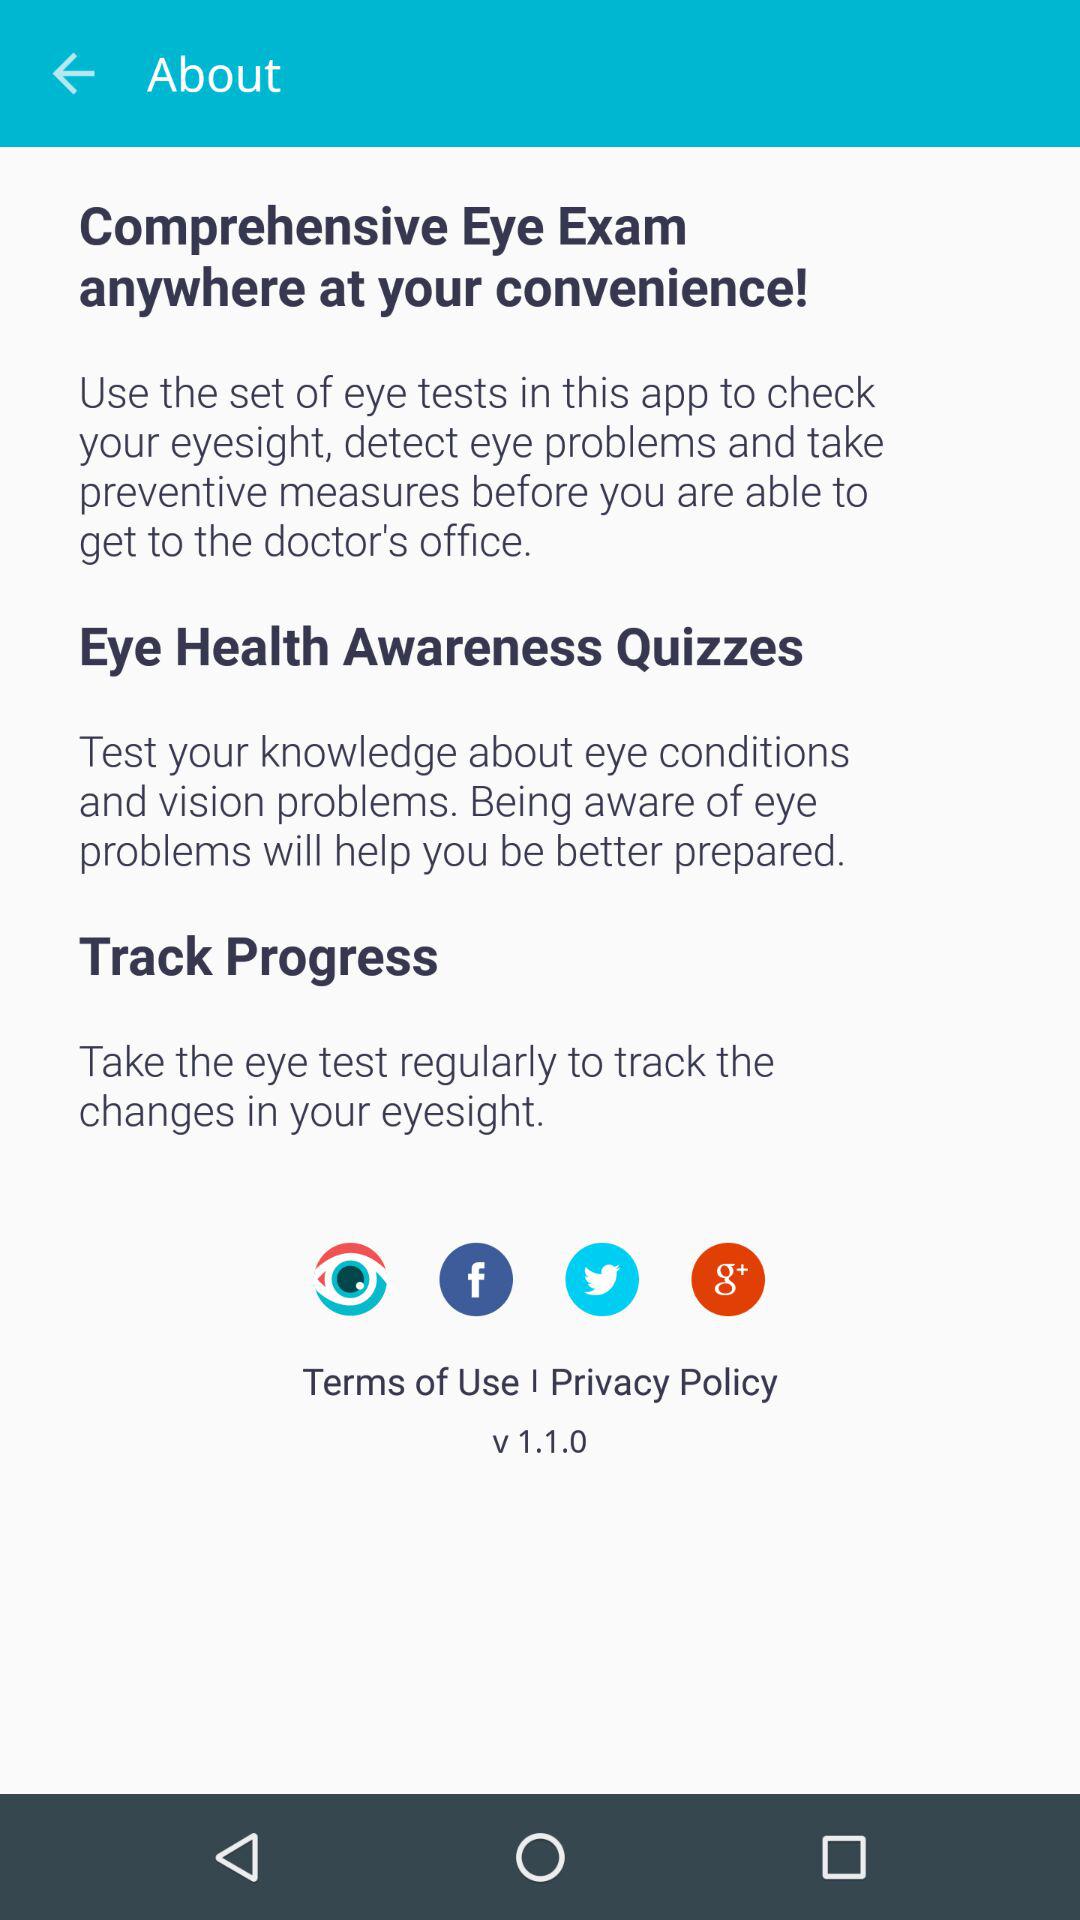 About
Comprehensive Eye Exam
anywhere at your convenience!
Use the set of eye tests in this app to check
your eyesight, detect eye problems and take
preventive measures before you are able to
get to the doctor's office.
Eye Health Awareness Quizzes
Test your knowledge about eye conditions
and vision problems. Being aware of eye
problems will help you be better prepared.
Track Progress
Take the eye test regularly to track the
changes in your eyesight.
f g+
Terms of Use | Privacy Policy
v 1.1.0